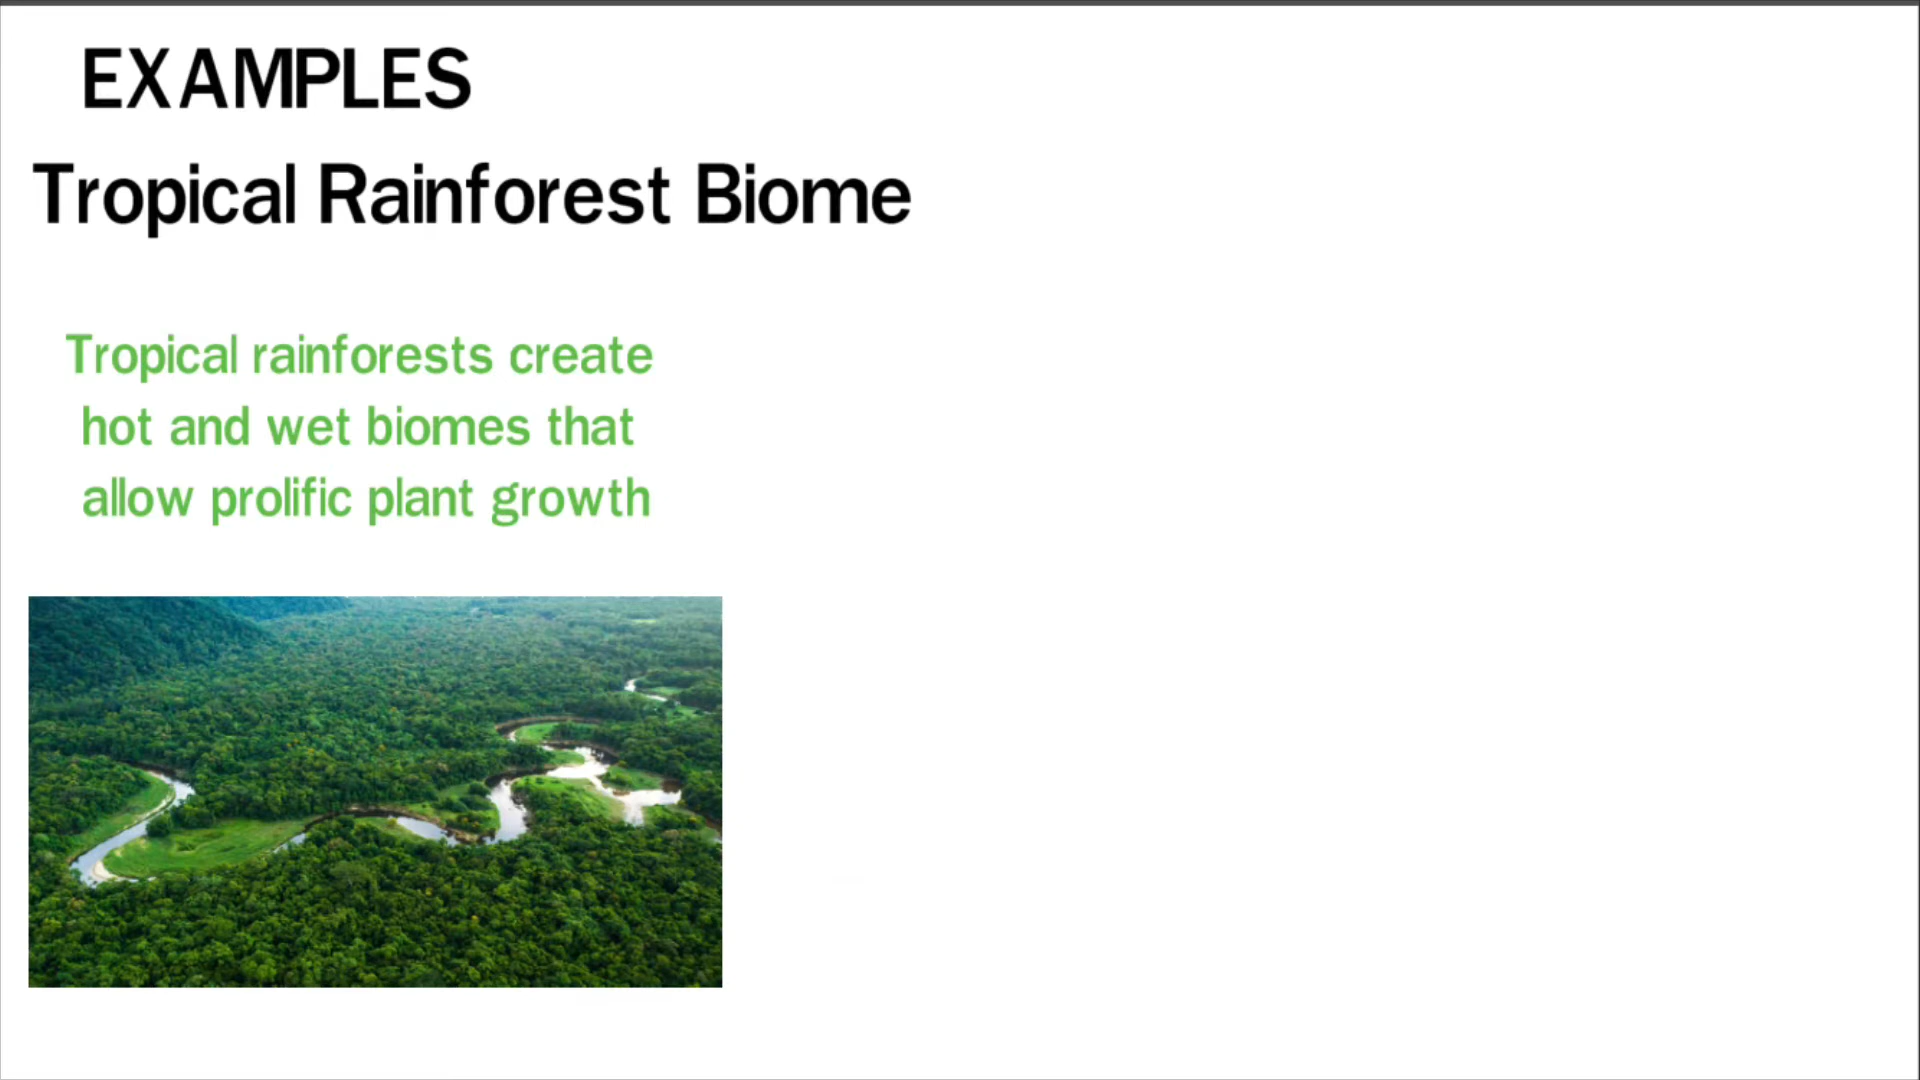 EXAMPLES
Tropical Rainforest Biome
Tropical rainforests create
hot and wet biomes that
allow prolific plant growth